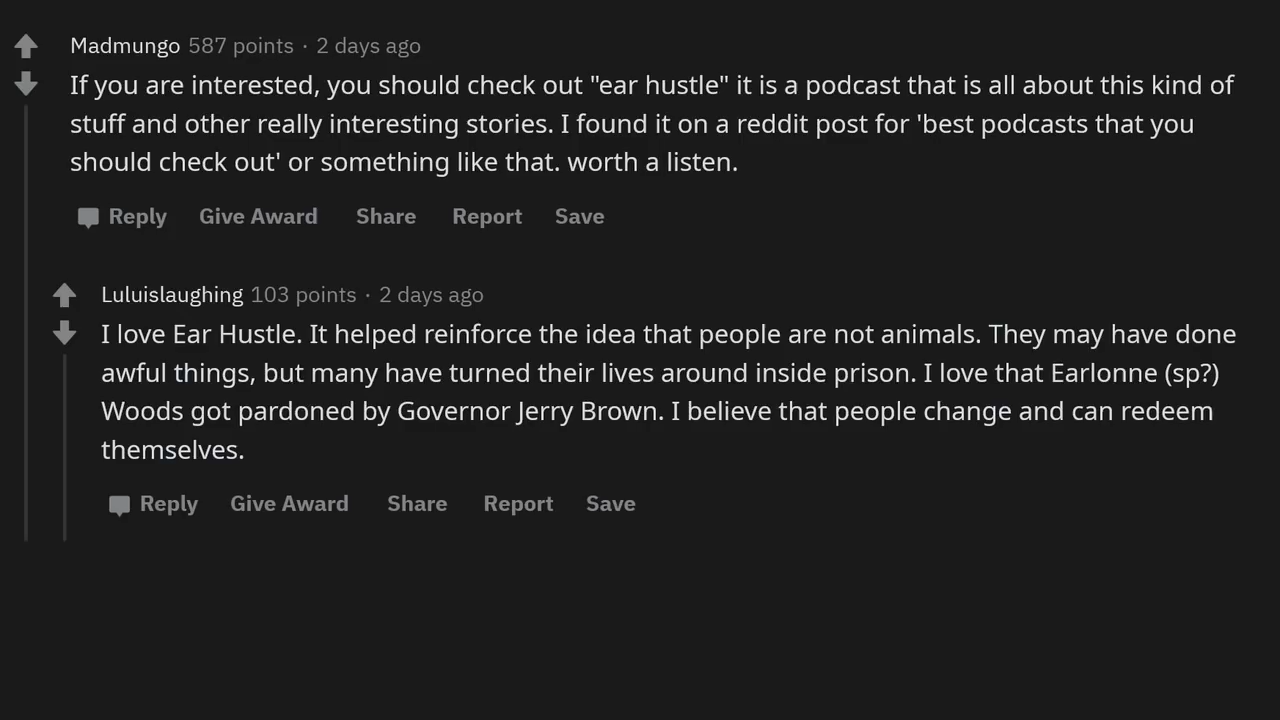 Madmungo 587 points · 2 days ago
If you are interested, you should check out "ear hustle" it is a podcast that is all about this kind of
stuff and other really interesting stories. I found it on a reddit post for 'best podcasts that you
should check out' or something like that. worth a listen.
Reply Give Award Share Report Save
Luluislaughing 103 points · 2 days ago
I love Ear Hustle. It helped reinforce the idea that people are not animals. They may have done
awful things, but many have turned their lives around inside prison. I love that Earlonne (sp?)
Woods got pardoned by Governor Jerry Brown. I believe that people change and can redeem
themselves.
Reply Give Award Share Report Save